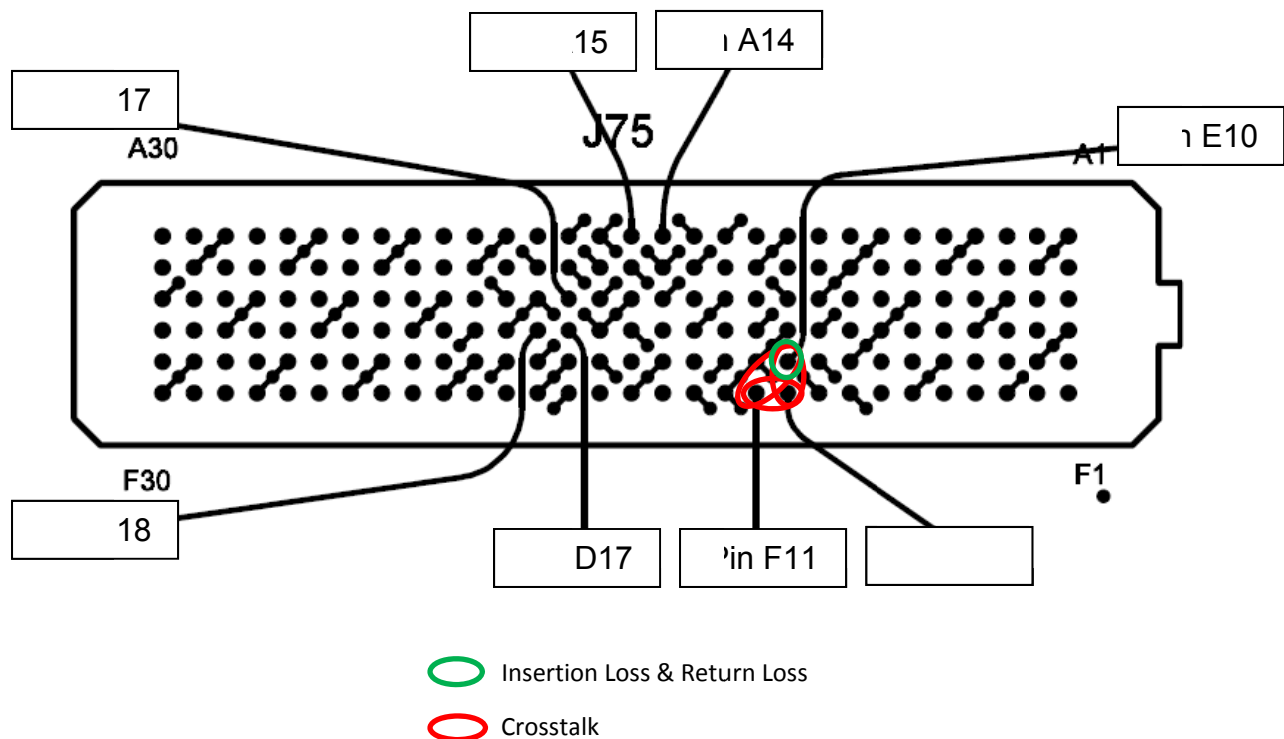 15
A14
17
J75
A30
A1
E10
F30
F1
18
D17
Pin F11
Insertion Loss & Return Loss
Crosstalk